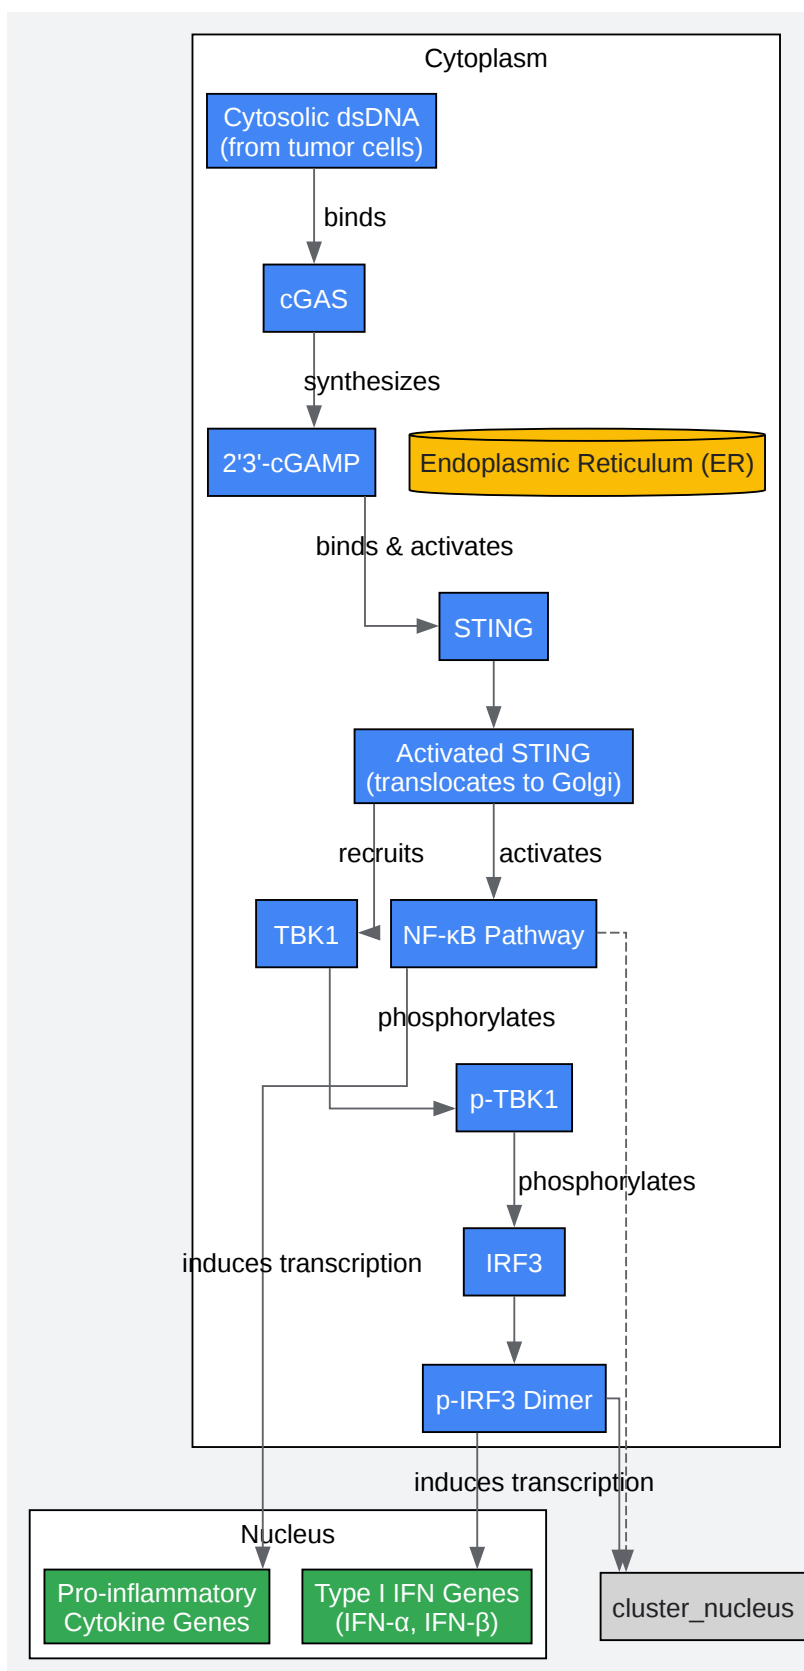 Cytoplasm
Cytosolic dsDNA
(from tumor cells)
binds
cGAS
synthesizes
2'3'-cGAMP
Endoplasmic Reticulum (ER)
binds & activates
STING
Activated STING
(translocates to Golgi)
recruits
activates
TBK1
NF-κB Pathway
phosphorylates
p-TBK1
phosphorylates
induces transcription
IRF3
p-IRF3 Dimer
induces transcription
Nucleus
Pro-inflammatory
Cytokine Genes
Type I IFN Genes
(IFN-α, IFN-β)
cluster_nucleus